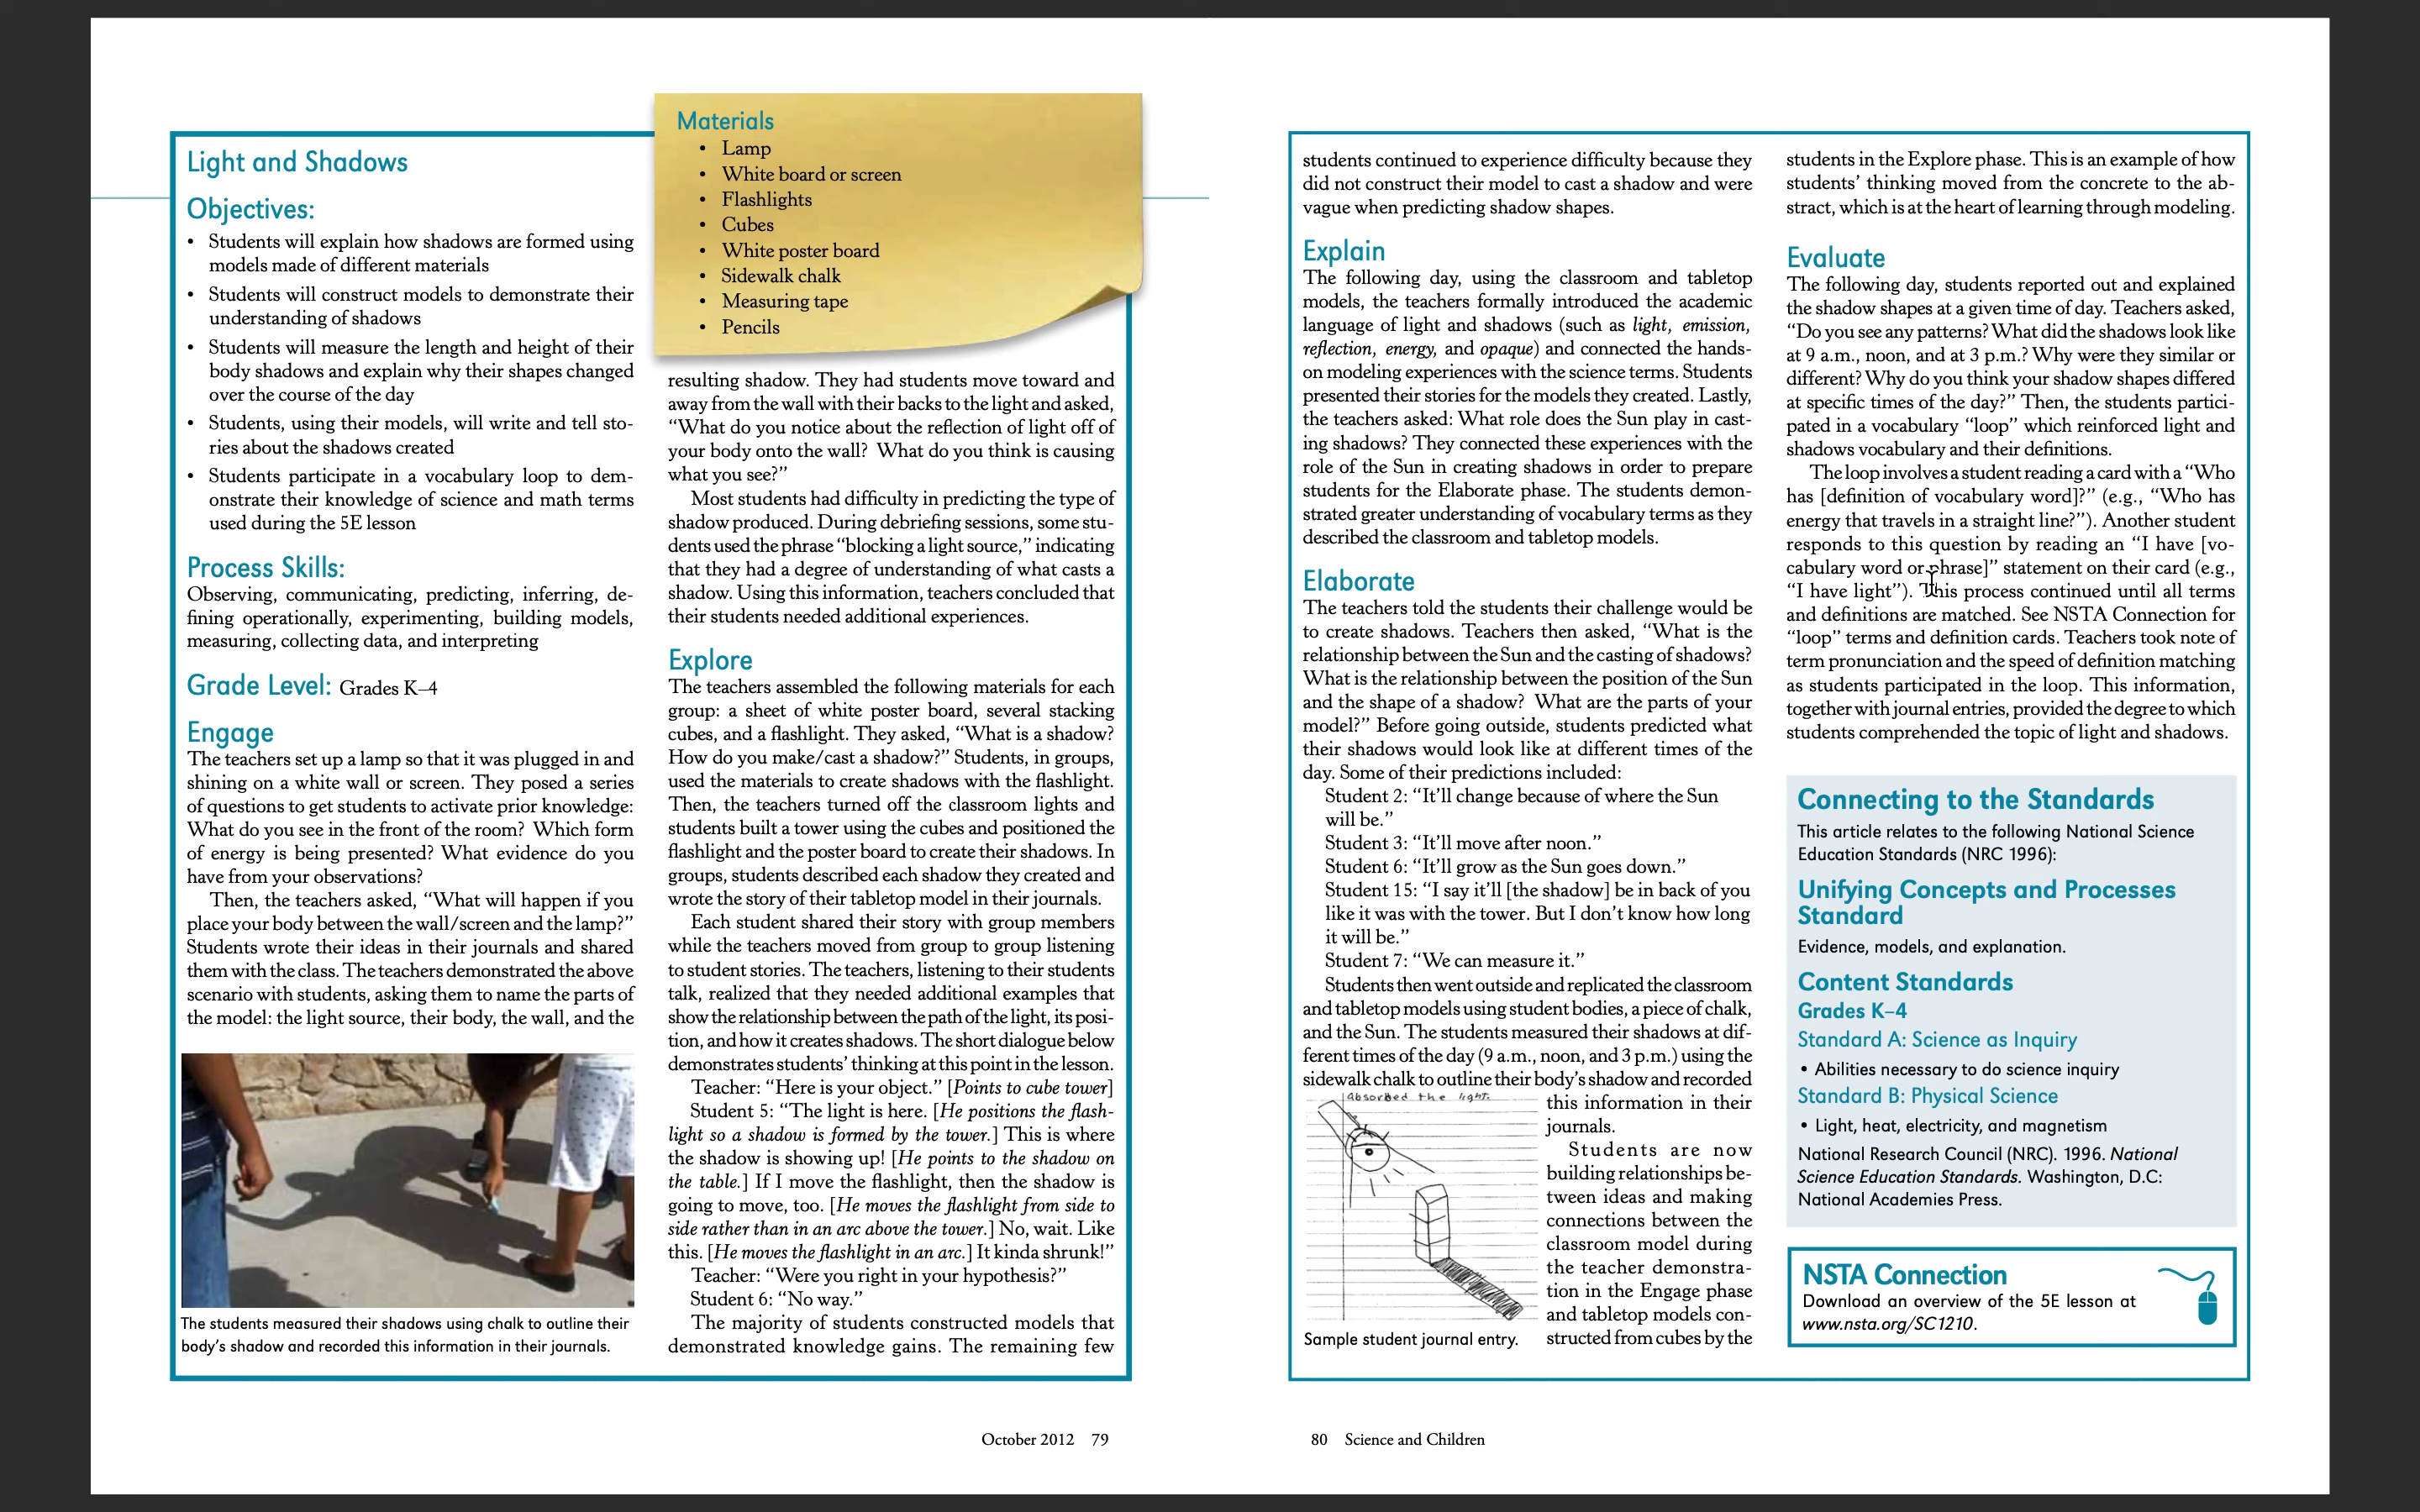 Light and Shadows
Objectives:
• Students will explain how shadows are formed using
models made of different materials
• Students will construct models to demonstrate their
understanding of shadows
• Students will measure the length and height of their
body shadows and explain why their shapes changed
over the course of the day
• Students, using their models, will write and tell sto-
ries about the shadows created
• Students participate in a vocabulary loop to dem-
onstrate their knowledge of science and math terms
used during the 5E lesson
Process Skills:
Observing, communicating, predicting, inferring, de-
fining operationally, experimenting, building models,
measuring, collecting data, and interpreting
Grade Level: Grades K–4
Engage
The teachers set up a lamp so that it was plugged in and
shining on a white wall or screen. They posed a series
of questions to get students to activate prior knowledge:
What do you see in the front of the room? Which form
of energy is being presented? What evidence do you
have from your observations?
Then, the teachers asked, “What will happen if you
place your body between the wall/screen and the lamp?”
Students wrote their ideas in their journals and shared
them with the class. The teachers demonstrated the above
scenario with students, asking them to name the parts of
the model: the light source, their body, the wall, and the
The students measured their shadows using chalk to outline their
body’s shadow and recorded this information in their journals.
Materials
• Lamp
• White board or screen
• Flashlights
• Cubes
• White poster board
• Sidewalk chalk
• Measuring tape
• Pencils
resulting shadow. They had students move toward and
away from the wall with their backs to the light and asked,
“What do you notice about the reflection of light off of
your body onto the wall? What do you think is causing
what you see?”
Most students had difficulty in predicting the type of
shadow produced. During debriefing sessions, some stu-
dents used the phrase “blocking a light source,” indicating
that they had a degree of understanding of what casts a
shadow. Using this information, teachers concluded that
their students needed additional experiences.
Explore
The teachers assembled the following materials for each
group: a sheet of white poster board, several stacking
cubes, and a flashlight. They asked, “What is a shadow?
How do you make/cast a shadow?” Students, in groups,
used the materials to create shadows with the flashlight.
Then, the teachers turned off the classroom lights and
students built a tower using the cubes and positioned the
flashlight and the poster board to create their shadows. In
groups, students described each shadow they created and
wrote the story of their tabletop model in their journals.
Each student shared their story with group members
while the teachers moved from group to group listening
to student stories. The teachers, listening to their students
talk, realized that they needed additional examples that
show the relationship between the path of the light, its posi-
tion, and how it creates shadows. The short dialogue below
demonstrates students’ thinking at this point in the lesson.
Teacher: “Here is your object.” [Points to cube tower]
Student 5: “The light is here. [He positions the flash-
light so a shadow is formed by the tower.] This is where
the shadow is showing up! [He points to the shadow on
the table.] If I move the flashlight, then the shadow is
going to move, too. [He moves the flashlight from side to
side rather than in an arc above the tower.] No, wait. Like
this. [He moves the flashlight in an arc.] It kinda shrunk!”
Teacher: “Were you right in your hypothesis?”
Student 6: “No way.”
The majority of students constructed models that
demonstrated knowledge gains. The remaining few
October 2012 79
students continued to experience difficulty because they
did not construct their model to cast a shadow and were
vague when predicting shadow shapes.
Explain
The following day, using the classroom and tabletop
models, the teachers formally introduced the academic
language of light and shadows (such as light, emission,
reflection, energy, and opaque) and connected the hands-
on modeling experiences with the science terms. Students
presented their stories for the models they created. Lastly,
the teachers asked: What role does the Sun play in cast-
ing shadows? They connected these experiences with the
role of the Sun in creating shadows in order to prepare
students for the Elaborate phase. The students demon-
strated greater understanding of vocabulary terms as they
described the classroom and tabletop models.
Elaborate
The teachers told the students their challenge would be
to create shadows. Teachers then asked, “What is the
relationship between the Sun and the casting of shadows?
What is the relationship between the position of the Sun
and the shape of a shadow? What are the parts of your
model?” Before going outside, students predicted what
their shadows would look like at different times of the
day. Some of their predictions included:
Student 2: “It’ll change because of where the Sun
will be.”
Student 3: “It’ll move after noon.”
Student 6: “It’ll grow as the Sun goes down.”
Student 15: “I say it’ll [the shadow] be in back of you
like it was with the tower. But I don’t know how long
it will be.”
Student 7: “We can measure it.”
Students then went outside and replicated the classroom
and tabletop models using student bodies, a piece of chalk,
and the Sun. The students measured their shadows at dif-
ferent times of the day (9 a.m., noon, and 3 p.m.) using the
sidewalk chalk to outline their body’s shadow and recorded
this information in their
journals.
Students are now
building relationships be-
tween ideas and making
connections between the
classroom model during
the teacher demonstra-
tion in the Engage phase
and tabletop models con-
structed from cubes by the
absorbed the light.
Sample student journal entry.
students in the Explore phase. This is an example of how
students’ thinking moved from the concrete to the ab-
stract, which is at the heart of learning through modeling.
Evaluate
The following day, students reported out and explained
the shadow shapes at a given time of day. Teachers asked,
“Do you see any patterns? What did the shadows look like
at 9 a.m., noon, and at 3 p.m.? Why were they similar or
different? Why do you think your shadow shapes differed
at specific times of the day?” Then, the students partici-
pated in a vocabulary “loop” which reinforced light and
shadows vocabulary and their definitions.
The loop involves a student reading a card with a “Who
has [definition of vocabulary word]?” (e.g., “Who has
energy that travels in a straight line?”). Another student
responds to this question by reading an “I have [vo-
cabulary word or phrase]” statement on their card (e.g.,
“I have light”). This process continued until all terms
and definitions are matched. See NSTA Connection for
“loop” terms and definition cards. Teachers took note of
term pronunciation and the speed of definition matching
as students participated in the loop. This information,
together with journal entries, provided the degree to which
students comprehended the topic of light and shadows.
Connecting to the Standards
This article relates to the following National Science
Education Standards (NRC 1996):
Unifying Concepts and Processes
Standard
Evidence, models, and explanation.
Content Standards
Grades K–4
Standard A: Science as Inquiry
• Abilities necessary to do science inquiry
Standard B: Physical Science
• Light, heat, electricity, and magnetism
National Research Council (NRC). 1996. National
Science Education Standards. Washington, D.C:
National Academies Press.
NSTA Connection
Download an overview of the 5E lesson at
www.nsta.org/SC1210.
80 Science and Children